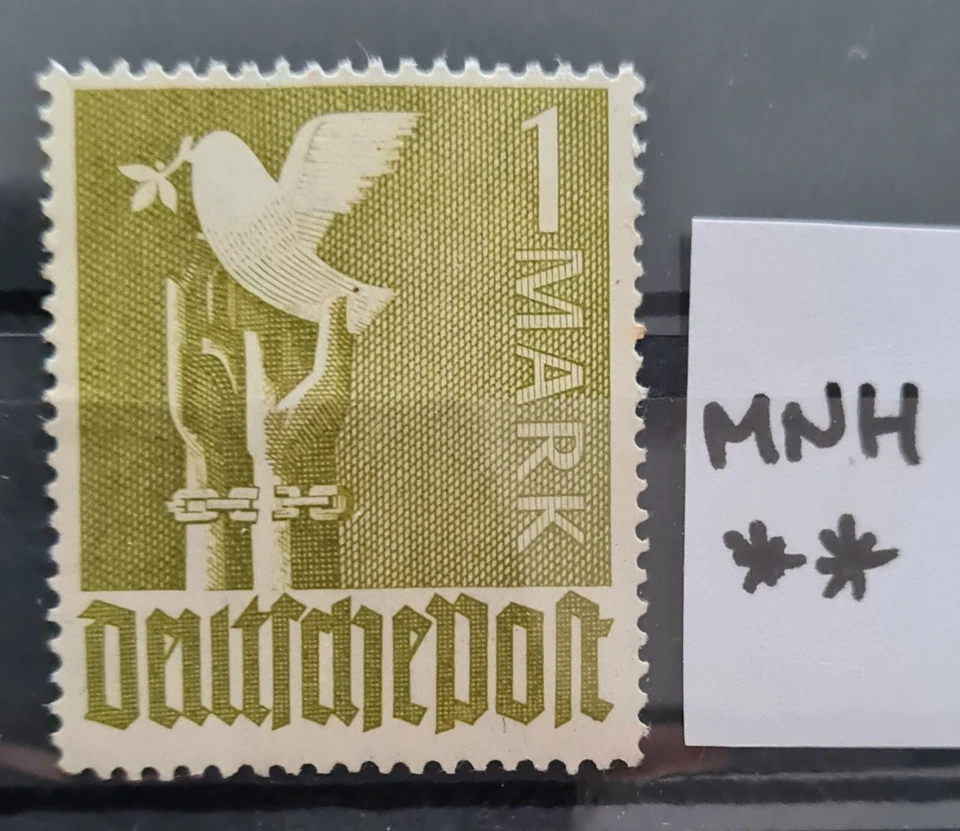 1 MARK
deutsche post
MNH
**